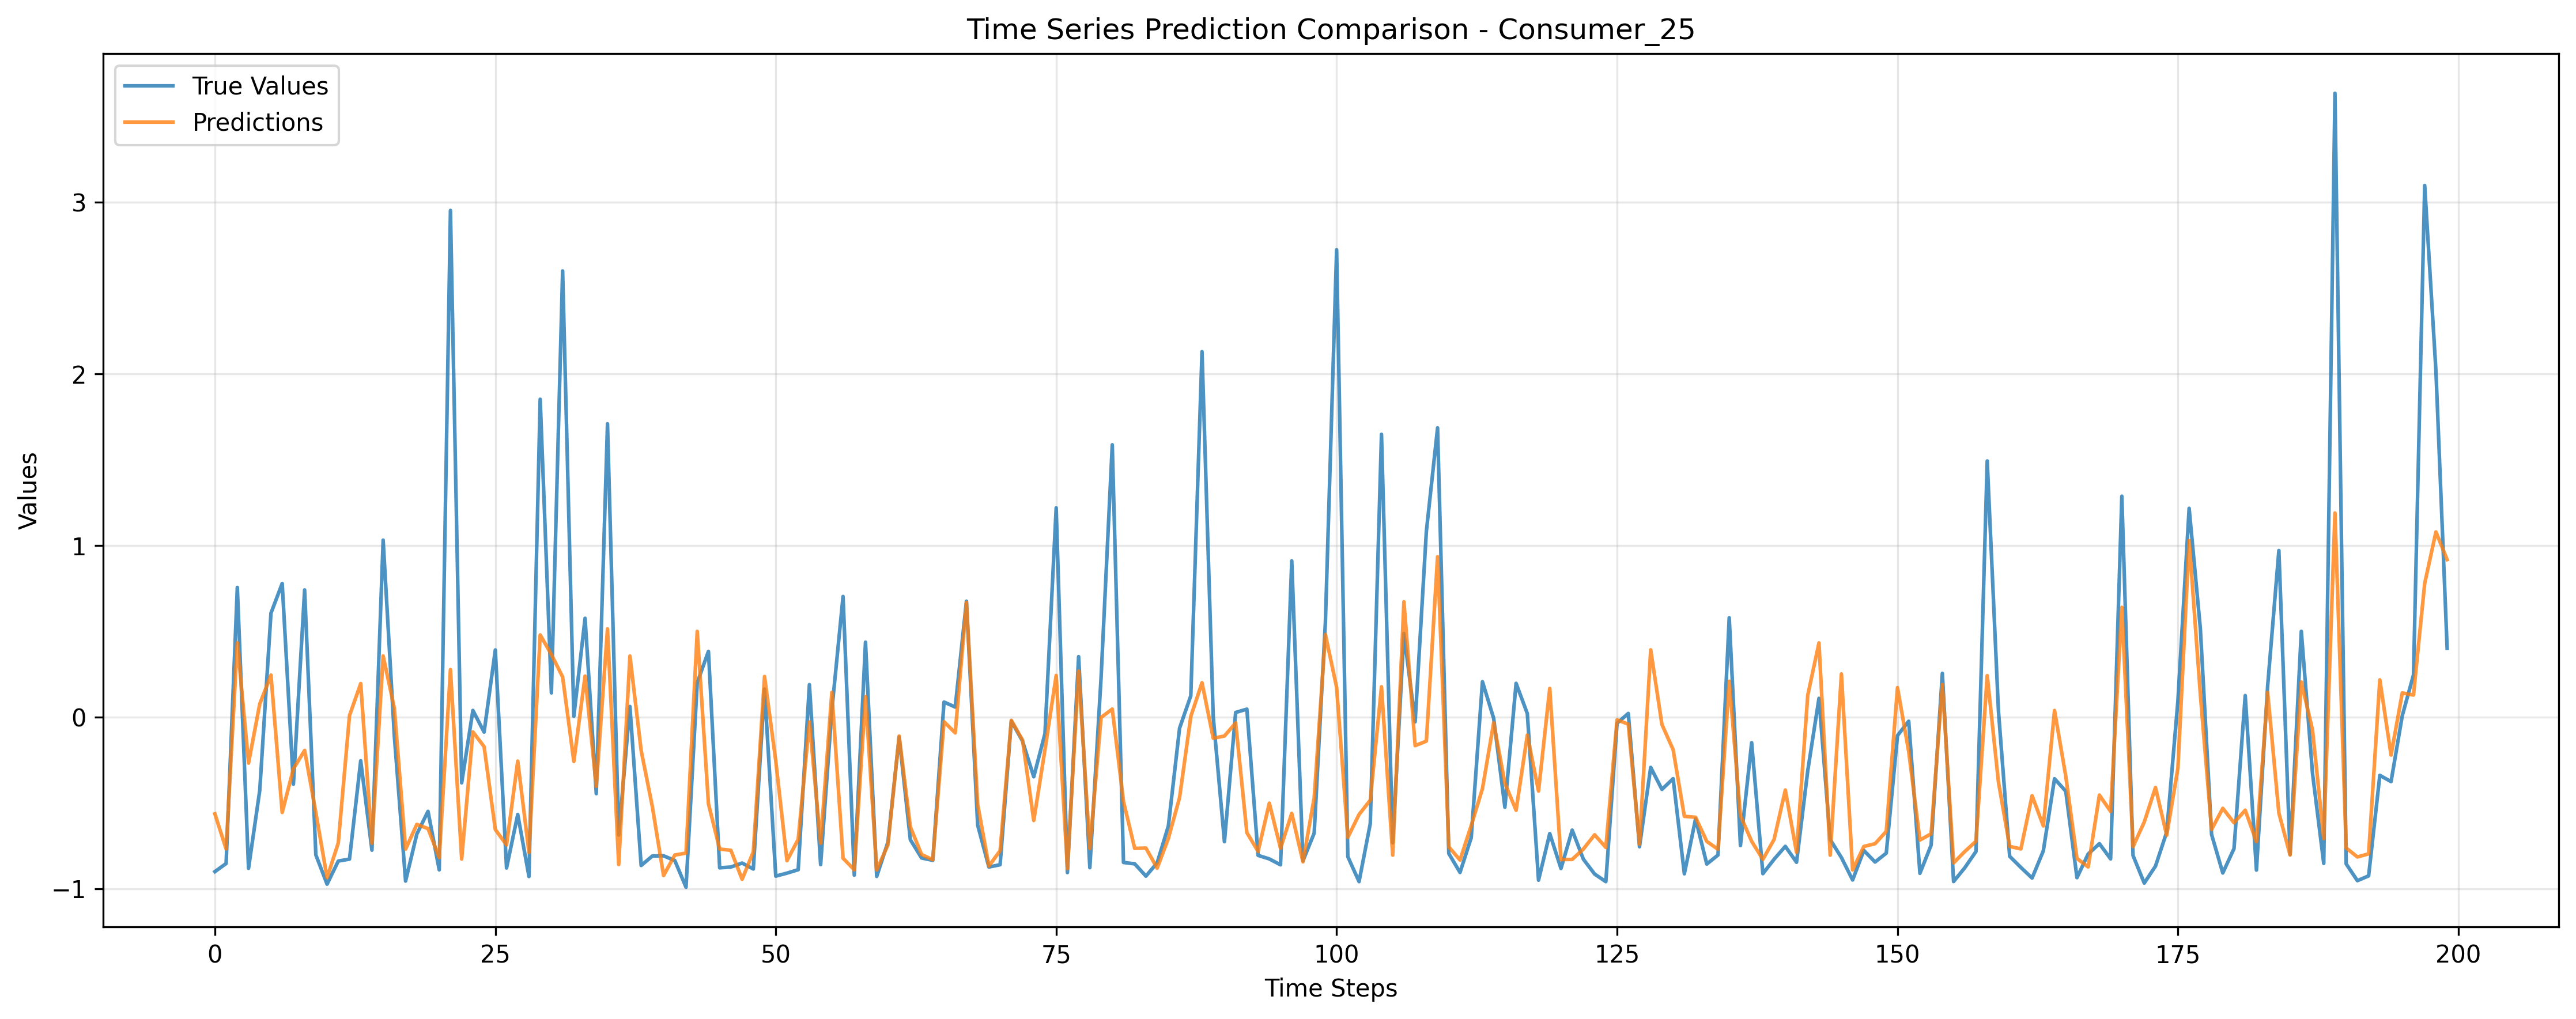 Time Series Prediction Comparison - Consumer_25
True Values
Predictions
Values
3
2
1
0
−1
0 25 50 75 100 125 150 175 200
Time Steps